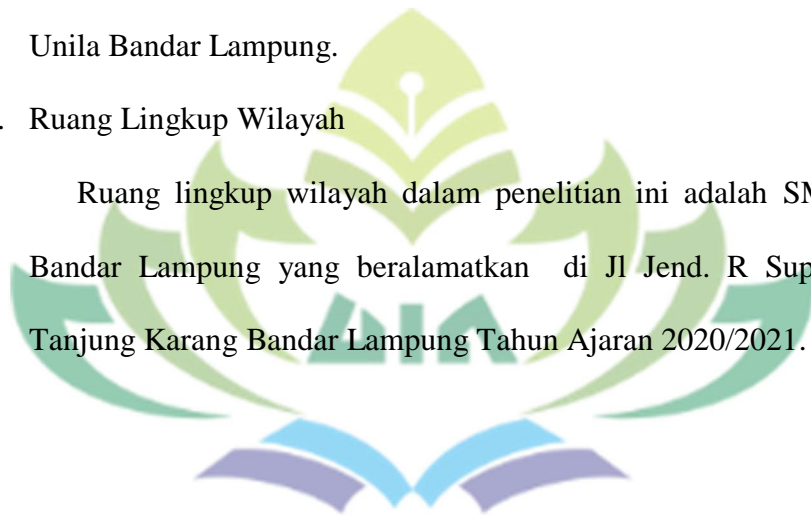 Unila Bandar Lampung.
. Ruang Lingkup Wilayah
Ruang lingkup wilayah dalam penelitian ini adalah
Bandar Lampung yang beralamatkan di Jl Jend. R
Tanjung Karang Bandar Lampung Tahun Ajaran 2020/2021.